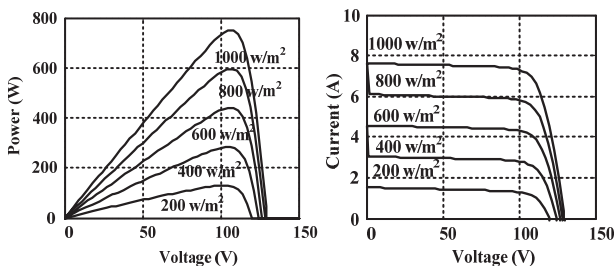 800
600
400
200
0
Power (W)
1000 w/m²
800 w/m²
600 w/m²
400 w/m²
200 w/m²
0
50
100
150
Voltage (V)
10
8
6
4
2
0
Current (A)
1000 w/m²
800 w/m²
600 w/m²
400 w/m²
200 w/m²
0
50
100
150
Voltage (V)